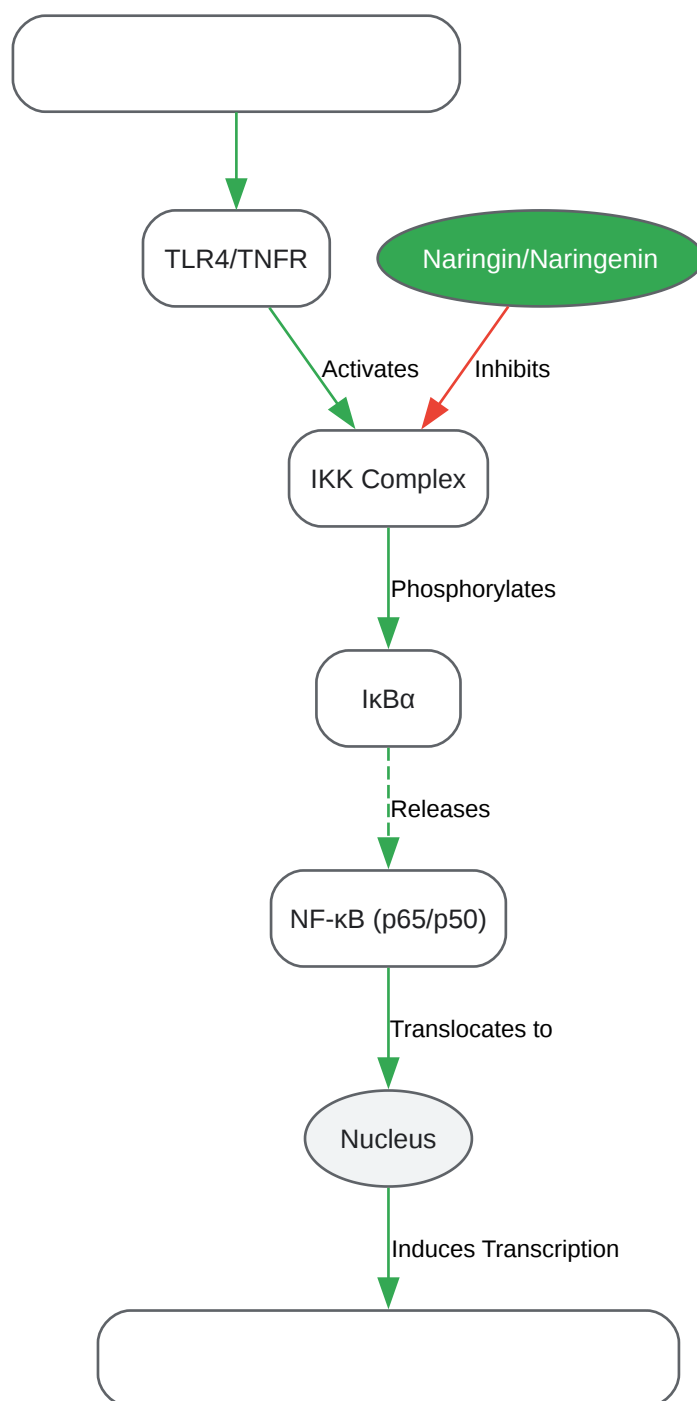 TLR4/TNFR
Naringin/Naringenin
Activates
Inhibits
IKK Complex
Phosphorylates
IκBα
Releases
NF-κB (p65/p50)
Translocates to
Nucleus
Induces Transcription